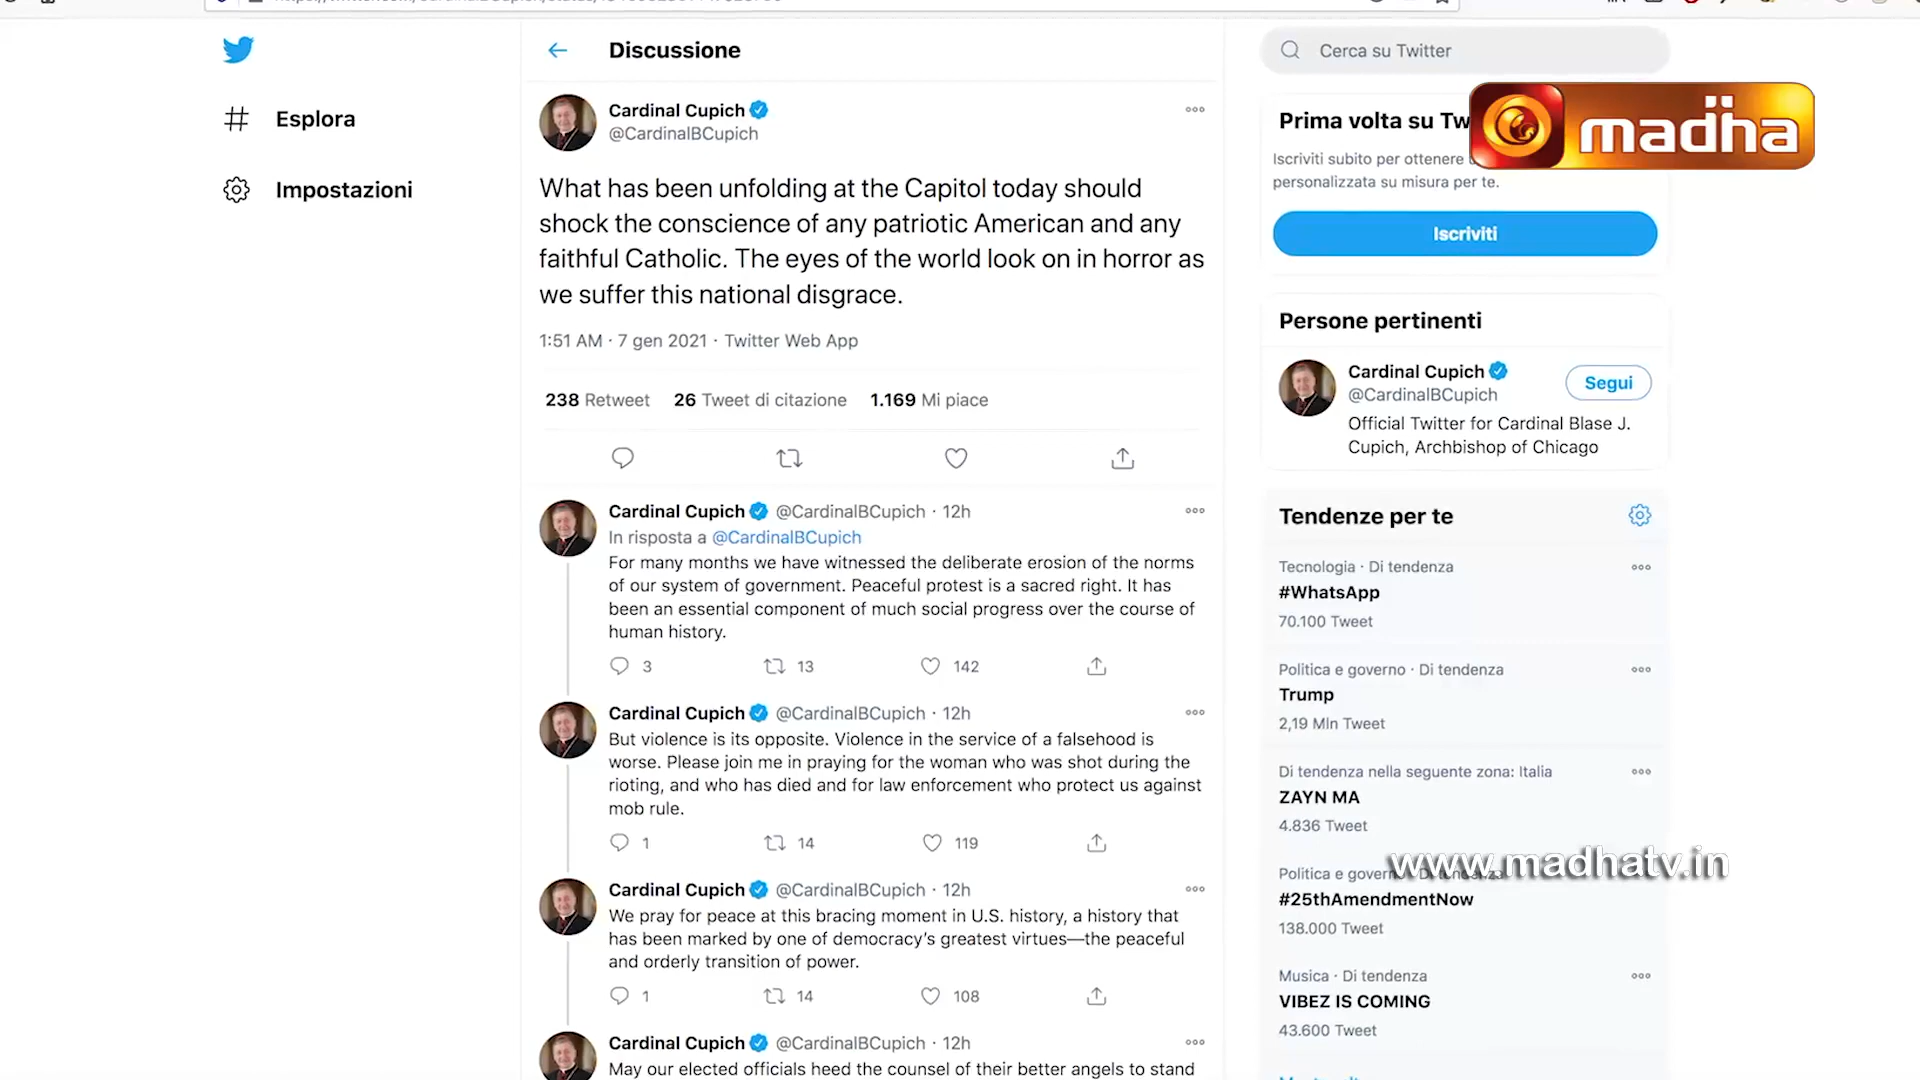 Discussione
Cerca su Twitter
Esplora
Impostazioni
Cardinal Cupich
@CardinalBCupich
What has been unfolding at the Capitol today should
shock the conscience of any patriotic American and any
faithful Catholic. The eyes of the world look on in horror as
we suffer this national disgrace.
1:51 AM · 7 gen 2021 · Twitter Web App
238 Retweet 26 Tweet di citazione 1.169 Mi piace
Cardinal Cupich @CardinalBCupich · 12h
In risposta a @CardinalBCupich
For many months we have witnessed the deliberate erosion of the norms
of our system of government. Peaceful protest is a sacred right. It has
been an essential component of much social progress over the course of
human history.
3 13 142
Cardinal Cupich @CardinalBCupich · 12h
But violence is its opposite. Violence in the service of a falsehood is
worse. Please join me in praying for the woman who was shot during the
rioting, and who has died and for law enforcement who protect us against
mob rule.
1 14 119
Cardinal Cupich @CardinalBCupich · 12h
We pray for peace at this bracing moment in U.S. history, a history that
has been marked by one of democracy's greatest virtues—the peaceful
and orderly transition of power.
1 14 108
Cardinal Cupich @CardinalBCupich · 12h
May our elected officials heed the counsel of their better angels to stand
Prima volta su Tw
madha
Iscriviti subito per ottenere
personalizzata su misura per te.
Iscriviti
Persone pertinenti
Cardinal Cupich
@CardinalBCupich
Segui
Official Twitter for Cardinal Blase J.
Cupich, Archbishop of Chicago
Tendenze per te
Tecnologia · Di tendenza
#WhatsApp
70.100 Tweet
Politica e governo · Di tendenza
Trump
2,19 Mln Tweet
Di tendenza nella seguente zona: Italia
ZAYN MA
4.836 Tweet
www.madhatv.in
Politica e governo · Di tendenza
#25thAmendmentNow
138.000 Tweet
Musica · Di tendenza
VIBEZ IS COMING
43.600 Tweet